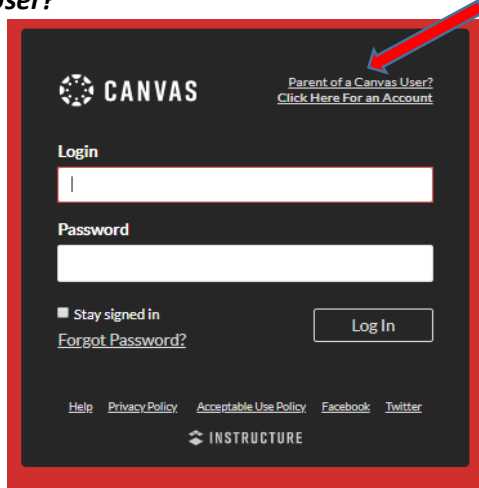 User?
CANVAS
Parent of a Canvas User?
Click Here For an Account
Login
Password
Stay signed in
Forgot Password?
Log In
Help Privacy Policy Acceptable Use Policy Facebook Twitter
INSTRUCTURE